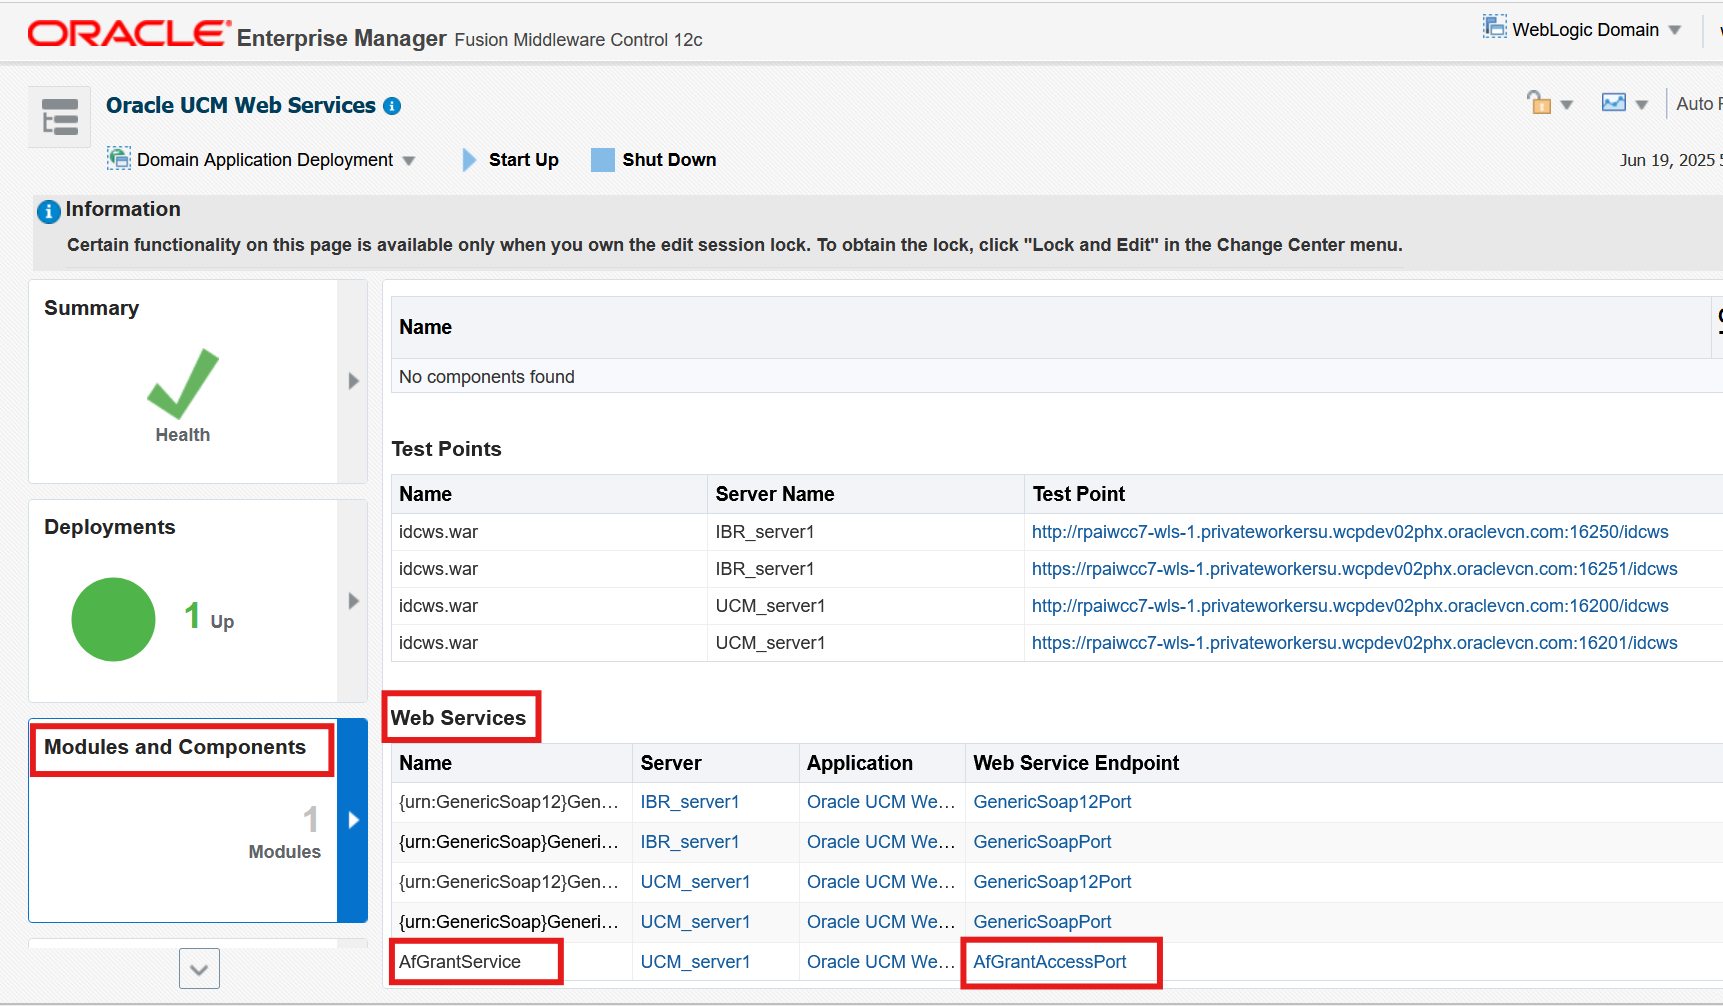 ORACLE Enterprise Manager Fusion Middleware Control 12c
WebLogic Domain
Oracle UCM Web Services
Auto
Domain Application Deployment
Start Up
Shut Down
Jun 19, 2025
Information
Certain functionality on this page is available only when you own the edit session lock. To obtain the lock, click "Lock and Edit" in the Change Center menu.
Summary
Health
Deployments
1 Up
Modules and Components
1
Modules
Name
No components found
Test Points
Name Server Name Test Point
idcws.war IBR_server1 http://rpaiwcc7-wls-1.privateworkersu.wcpdev02phx.oraclevcn.com:16250/idcws
idcws.war IBR_server1 https://rpaiwcc7-wls-1.privateworkersu.wcpdev02phx.oraclevcn.com:16251/idcws
idcws.war UCM_server1 http://rpaiwcc7-wls-1.privateworkersu.wcpdev02phx.oraclevcn.com:16200/idcws
idcws.war UCM_server1 https://rpaiwcc7-wls-1.privateworkersu.wcpdev02phx.oraclevcn.com:16201/idcws
Web Services
Name Server Application Web Service Endpoint
{urn:GenericSoap12}Gen... IBR_server1 Oracle UCM We... GenericSoap12Port
{urn:GenericSoap}Generi... IBR_server1 Oracle UCM We... GenericSoapPort
{urn:GenericSoap12}Gen... UCM_server1 Oracle UCM We... GenericSoap12Port
{urn:GenericSoap}Generi... UCM_server1 Oracle UCM We... GenericSoapPort
AfGrantService UCM_server1 Oracle UCM We... AfGrantAccessPort